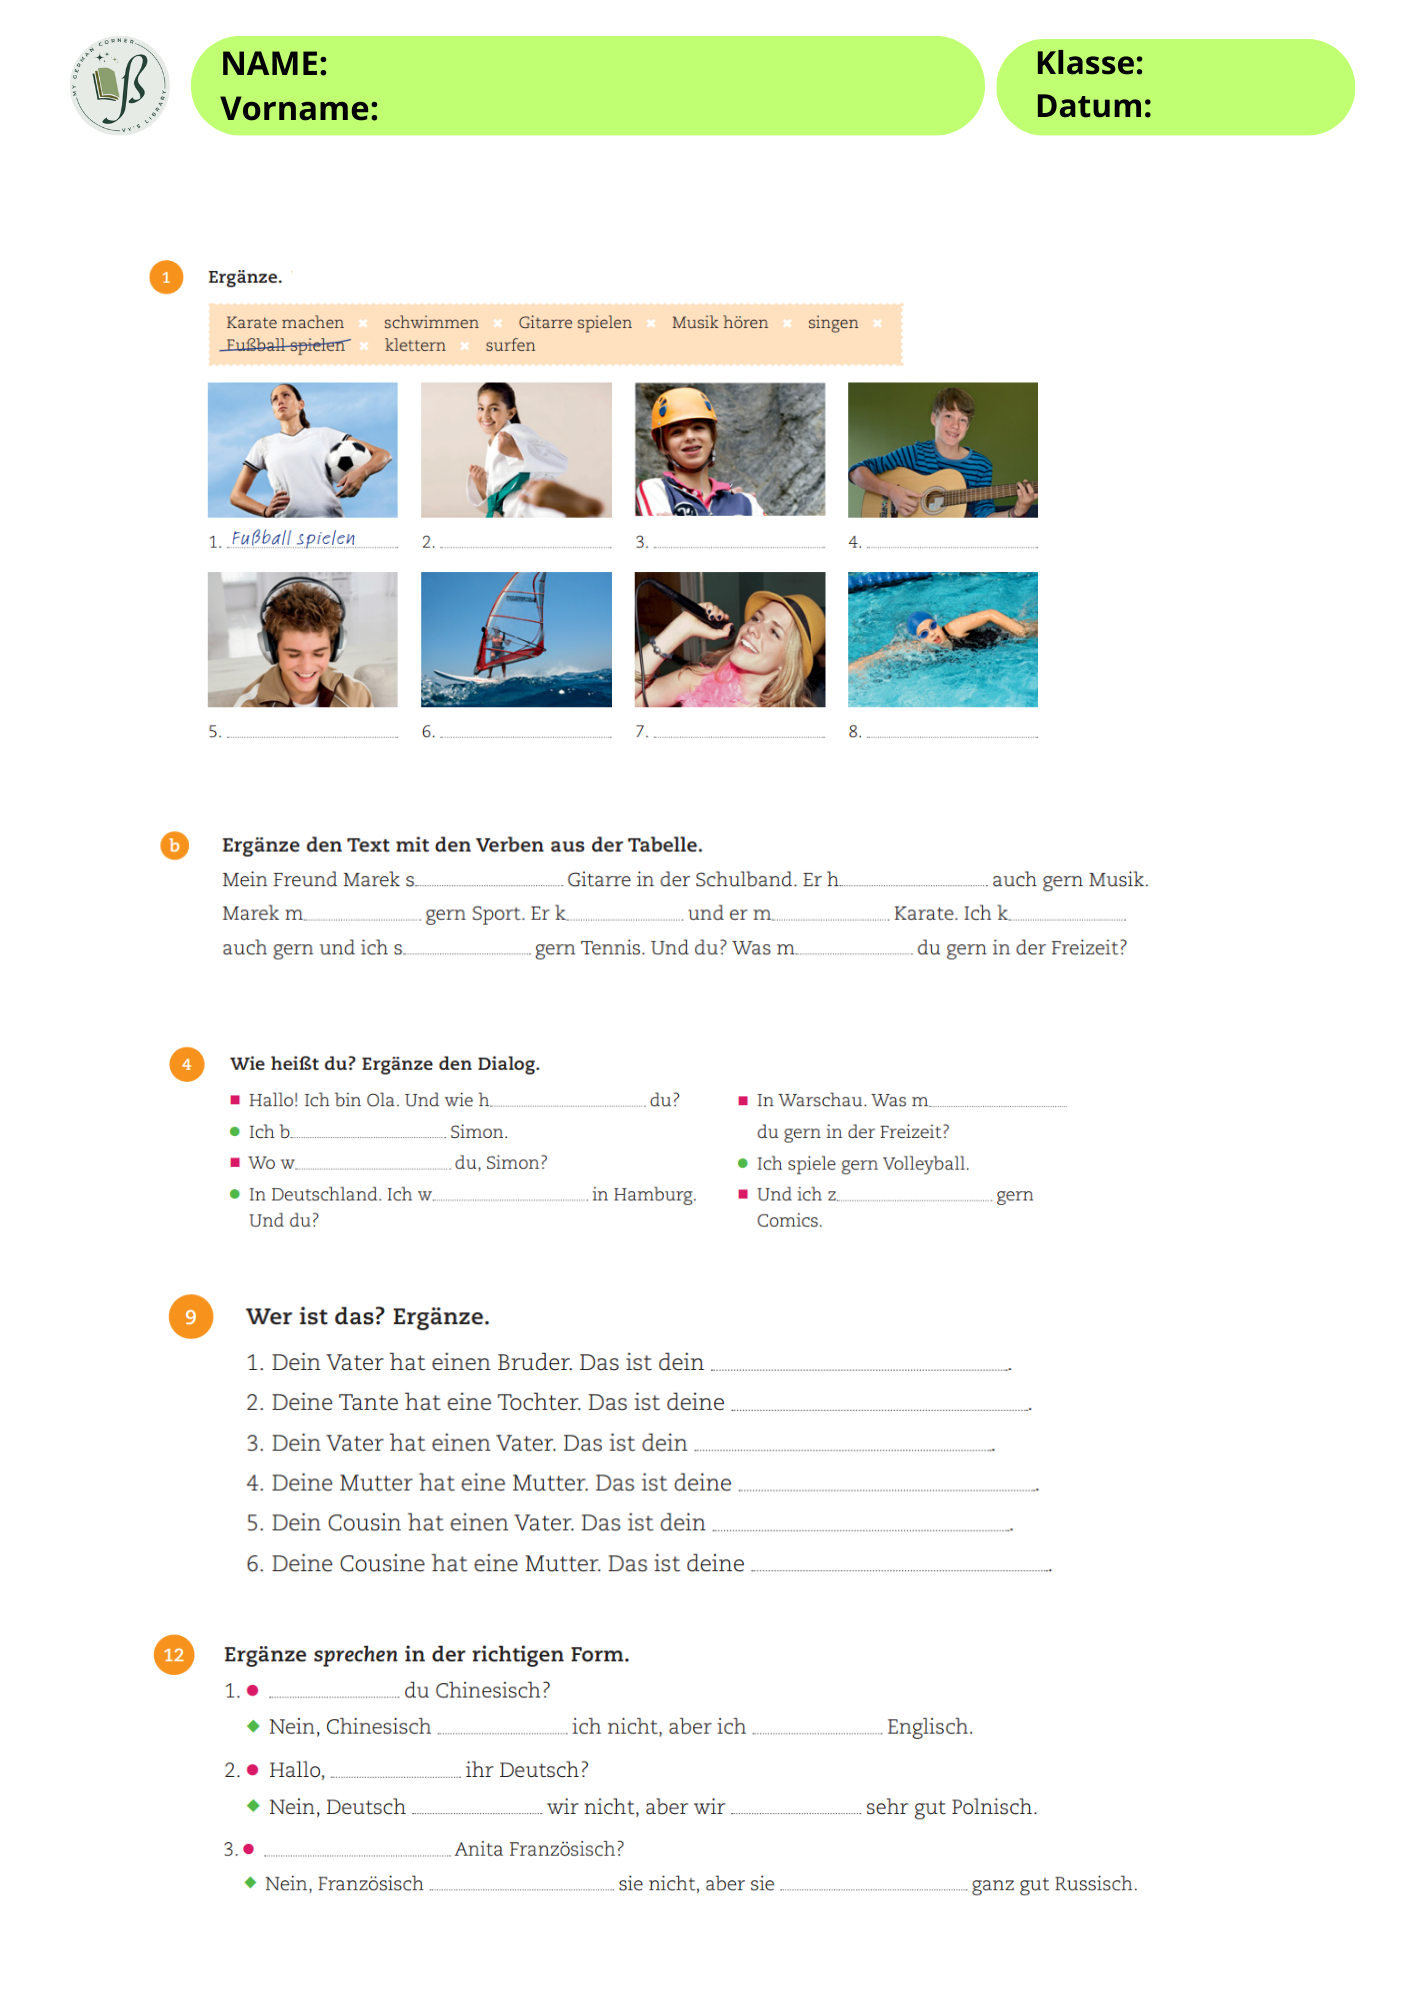 MY GERMAN CORNER
ß
VY'S LIBRARY
NAME:
Vorname:
Klasse:
Datum:
1 Ergänze.
Karate machen × schwimmen × Gitarre spielen × Musik hören × singen ×
Fußball spielen × klettern × surfen
1. Fußball spielen 2. 3. 4.
5. 6. 7. 8.
b Ergänze den Text mit den Verben aus der Tabelle.
Mein Freund Marek s Gitarre in der Schulband. Er h auch gern Musik.
Marek m gern Sport. Er k und er m Karate. Ich k
auch gern und ich s gern Tennis. Und du? Was m du gern in der Freizeit?
4 Wie heißt du? Ergänze den Dialog.
Hallo! Ich bin Ola. Und wie h du?
Ich b Simon.
Wo w du, Simon?
In Deutschland. Ich w in Hamburg.
Und du?
In Warschau. Was m
du gern in der Freizeit?
Ich spiele gern Volleyball.
Und ich z gern
Comics.
9 Wer ist das? Ergänze.
1. Dein Vater hat einen Bruder. Das ist dein .
2. Deine Tante hat eine Tochter. Das ist deine .
3. Dein Vater hat einen Vater. Das ist dein .
4. Deine Mutter hat eine Mutter. Das ist deine .
5. Dein Cousin hat einen Vater. Das ist dein .
6. Deine Cousine hat eine Mutter. Das ist deine .
12 Ergänze sprechen in der richtigen Form.
1. du Chinesisch?
Nein, Chinesisch ich nicht, aber ich Englisch.
2. Hallo, ihr Deutsch?
Nein, Deutsch wir nicht, aber wir sehr gut Polnisch.
3. Anita Französisch?
Nein, Französisch sie nicht, aber sie ganz gut Russisch.